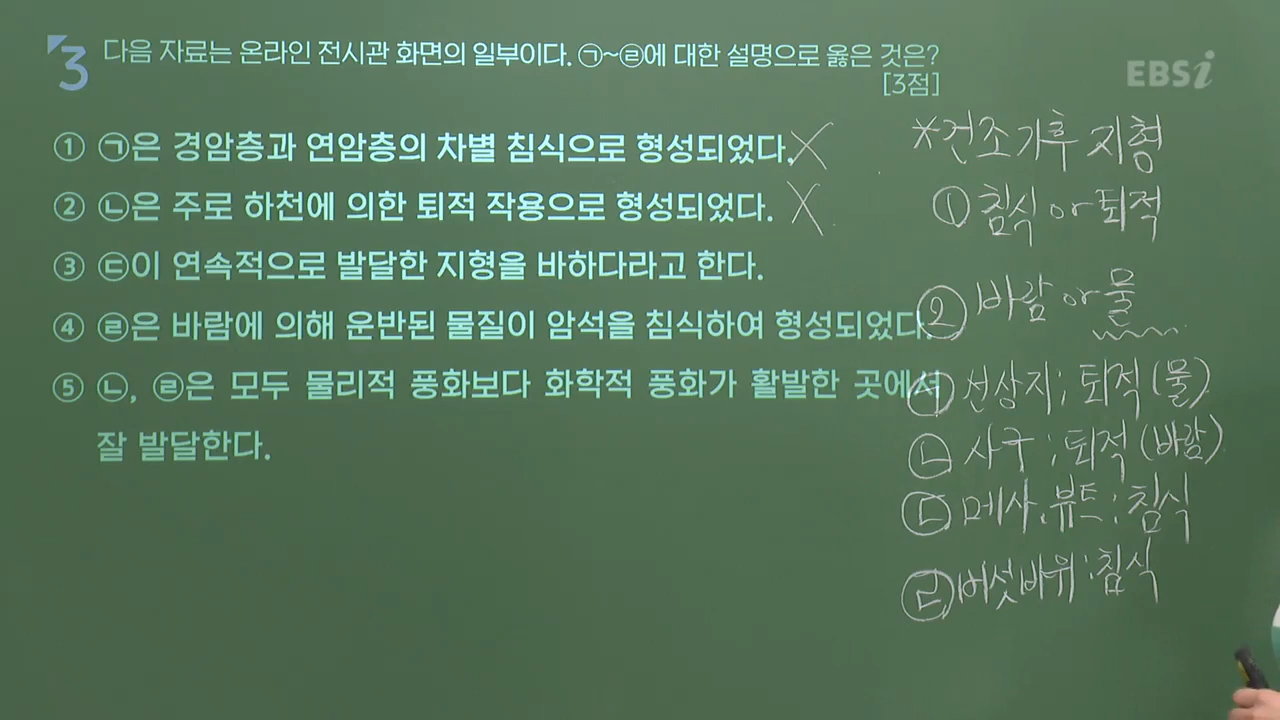 3 다음 자료는 온라인 전시관 화면의 일부이다. ㉠~㉣에 대한 설명으로 옳은 것은?
[3점]
EBSi
① ㉠은 경암층과 연암층의 차별 침식으로 형성되었다.
② ㉡은 주로 하천에 의한 퇴적 작용으로 형성되었다.
③ ㉢이 연속적으로 발달한 지형을 바하다라고 한다.
④ ㉣은 바람에 의해 운반된 물질이 암석을 침식하여 형성되었다.
⑤ ㉡, ㉣은 모두 물리적 풍화보다 화학적 풍화가 활발한 곳에서
잘 발달한다.
*건조기후 지형
① 침식 or 퇴적
② 바람 or 물
㉠ 선상지; 퇴적(물)
㉡ 사구; 퇴적(바람)
㉢ 메사, 뷰트; 침식
㉣ 버섯바위; 침식